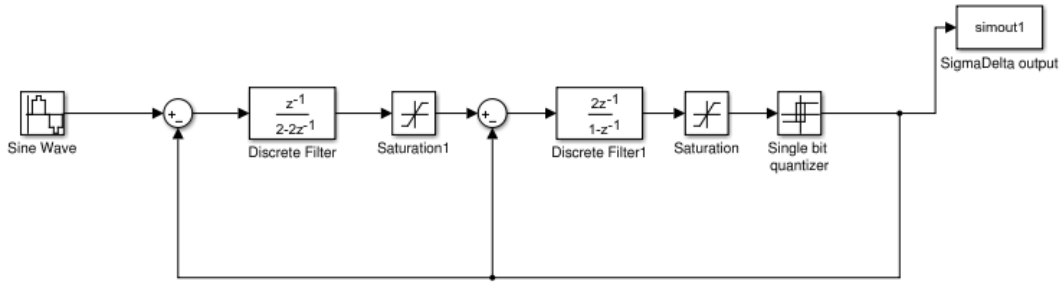 simout1
SigmaDelta output
+
−
z-1
2-2z-1
+
−
2z-1
1-z-1
Sine Wave
Discrete Filter
Saturation1
Discrete Filter1
Saturation
Single bit
quantizer